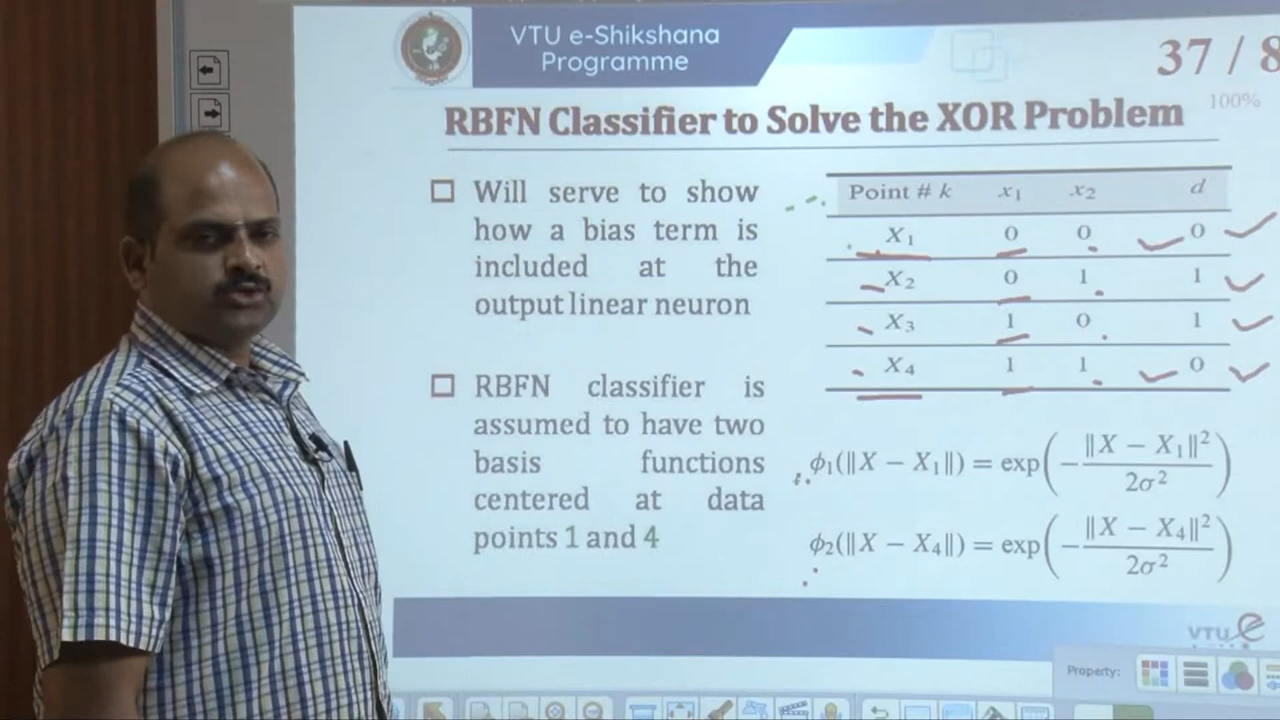 VTU e-Shikshana
Programme
37 / 8
100%
RBFN Classifier to Solve the XOR Problem
Will serve to show
how a bias term is
included at the
output linear neuron
RBFN classifier is
assumed to have two
basis functions
centered at data
points 1 and 4
Point # k x₁ x₂ d
X₁ 0 0 0
X₂ 0 1 1
X₃ 1 0 1
X₄ 1 1 0
ϕ₁(‖X − X₁‖) = exp(−‖X − X₁‖² / 2σ²)
ϕ₂(‖X − X₄‖) = exp(−‖X − X₄‖² / 2σ²)
VTU e
Property: